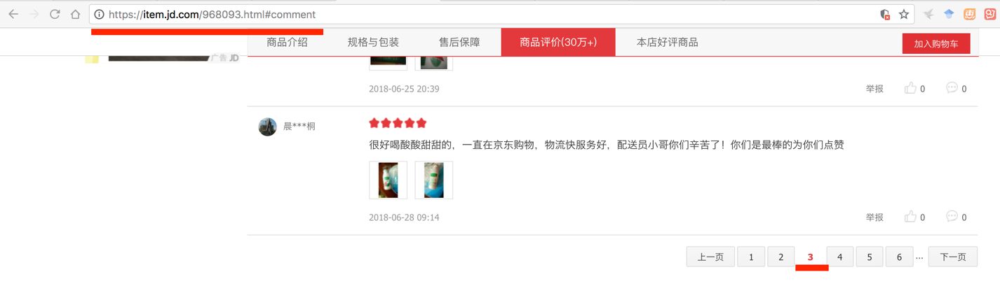 https://item.jd.com/968093.html#comment
商品介绍 规格与包装 售后保障 商品评价(30万+) 本店好评商品 加入购物车
广告 JD
2018-06-25 20:39 举报 0 0
晨***桐
很好喝酸酸甜甜的，一直在京东购物，物流快服务好，配送员小哥你们辛苦了！你们是最棒的为你们点赞
2018-06-28 09:14 举报 0 0
上一页 1 2 3 4 5 6 ... 下一页